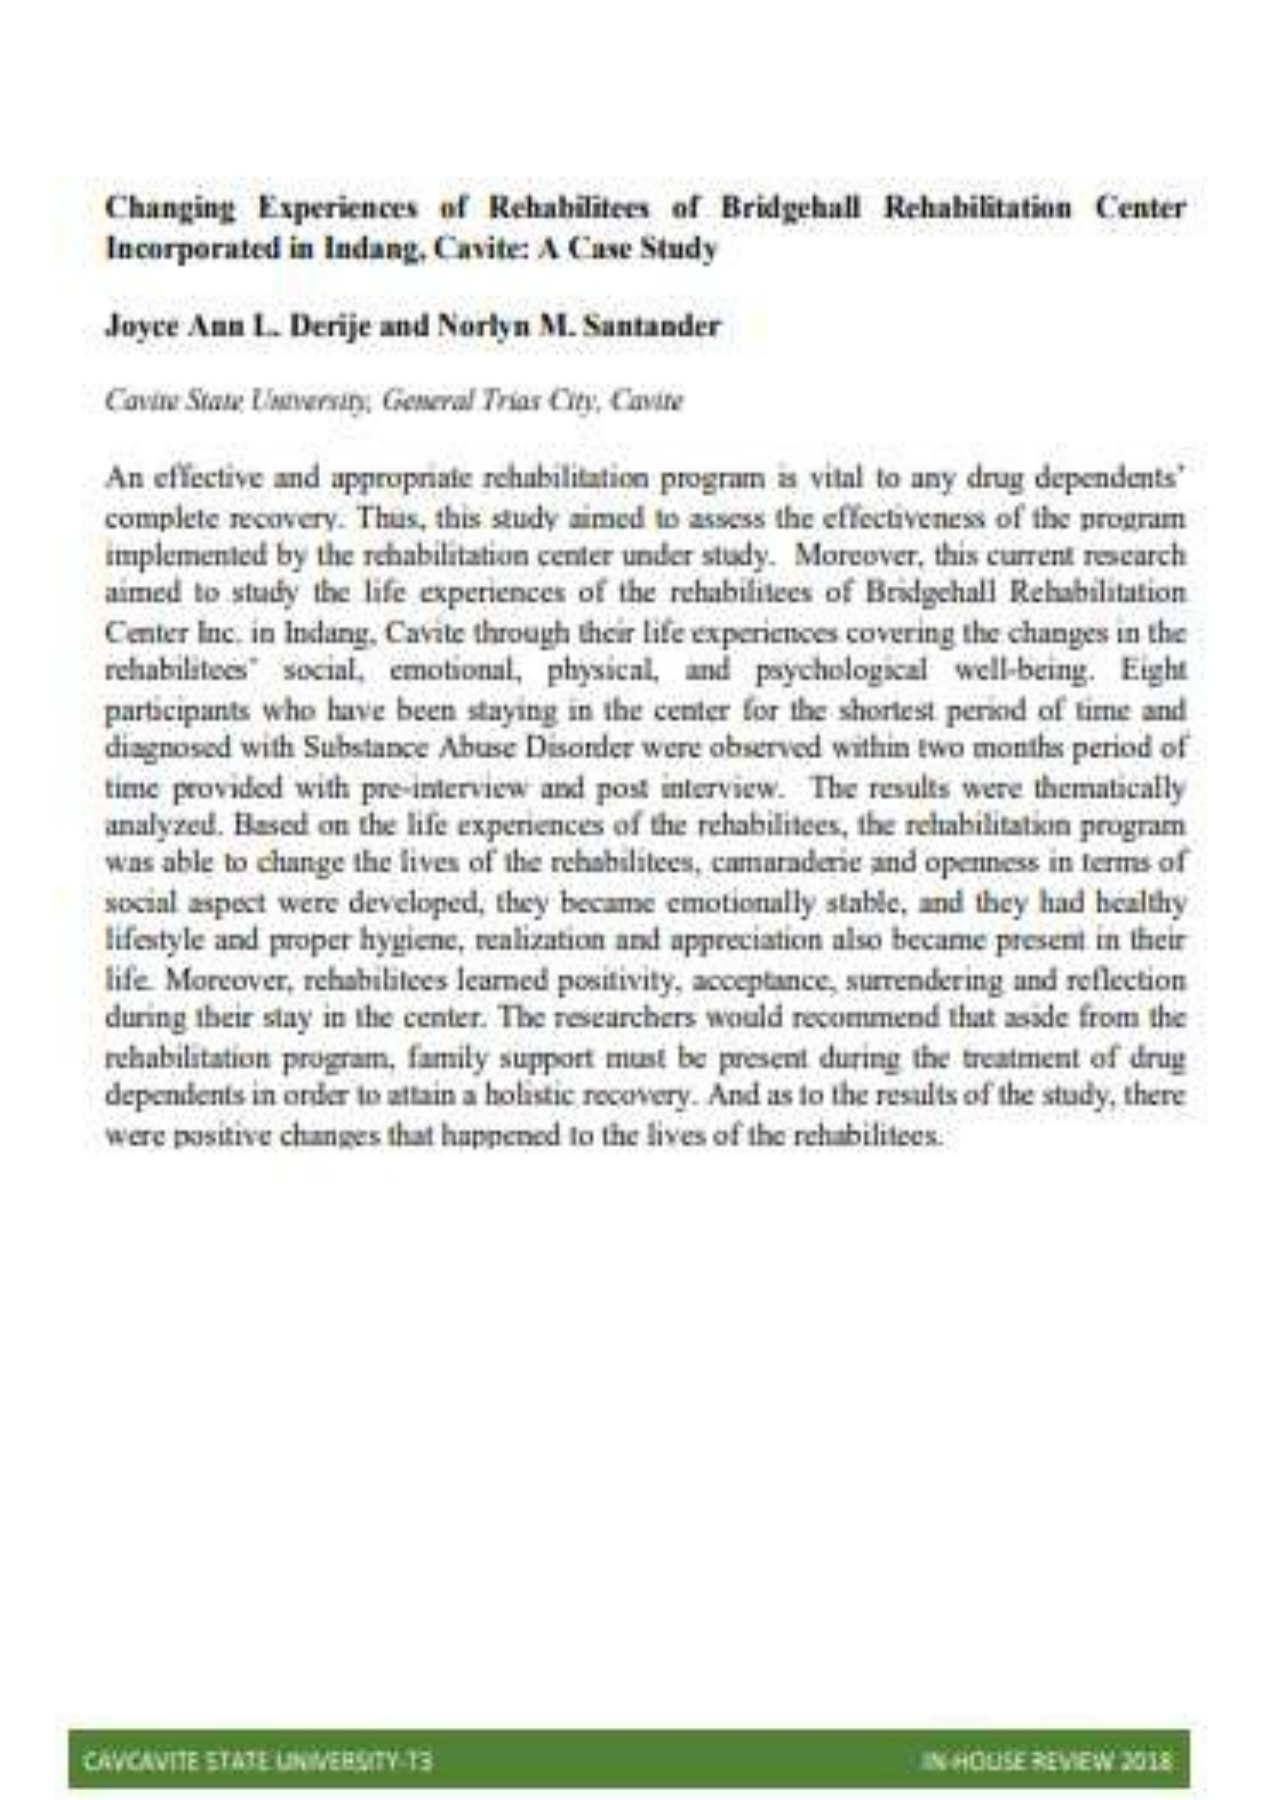 Changing Experiences of Rehabilitees of Bridgehall Rehabilitation Center
Incorporated in Indang, Cavite: A Case Study
Joyce Ann L. Derije and Norlyn M. Santander
Cavite State University, General Trias City, Cavite
An effective and appropriate rehabilitation program is vital to any drug dependents'
complete recovery. Thus, this study aimed to assess the effectiveness of the program
implemented by the rehabilitation center under study. Moreover, this current research
aimed to study the life experiences of the rehabilitees of Bridgehall Rehabilitation
Center Inc. in Indang, Cavite through their life experiences covering the changes in the
rehabilitees' social, emotional, physical, and psychological well-being. Eight
participants who have been staying in the center for the shortest period of time and
diagnosed with Substance Abuse Disorder were observed within two months period of
time provided with pre-interview and post interview. The results were thematically
analyzed. Based on the life experiences of the rehabilitees, the rehabilitation program
was able to change the lives of the rehabilitees, camaraderie and openness in terms of
social aspect were developed, they became emotionally stable, and they had healthy
lifestyle and proper hygiene, realization and appreciation also became present in their
life. Moreover, rehabilitees learned positivity, acceptance, surrendering and reflection
during their stay in the center. The researchers would recommend that aside from the
rehabilitation program, family support must be present during the treatment of drug
dependents in order to attain a holistic recovery. And as to the results of the study, there
were positive changes that happened to the lives of the rehabilitees.
CAVCAVITE STATE UNIVERSITY-T3 IN-HOUSE REVIEW 2018